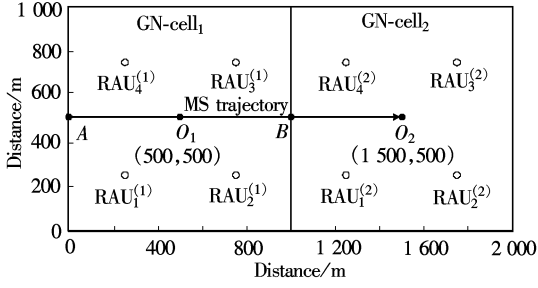 1 000
GN-cell₁
GN-cell₂
800
RAU₄⁽¹⁾
RAU₃⁽¹⁾
RAU₄⁽²⁾
RAU₃⁽²⁾
600
MS trajectory
400
A
O₁
B
O₂
(500,500)
(1 500,500)
200
RAU₁⁽¹⁾
RAU₂⁽¹⁾
RAU₁⁽²⁾
RAU₂⁽²⁾
0
0
400
800
1 200
1 600
2 000
Distance/m
Distance/m